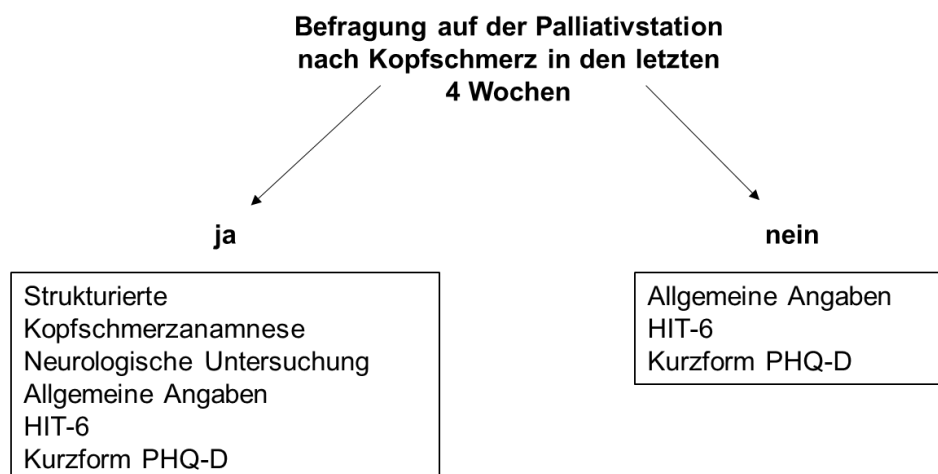 Befragung auf der Palliativstation
nach Kopfschmerz in den letzten
4 Wochen
ja
nein
Strukturierte
Kopfschmerzanamnese
Neurologische Untersuchung
Allgemeine Angaben
HIT-6
Kurzform PHQ-D
Allgemeine Angaben
HIT-6
Kurzform PHQ-D